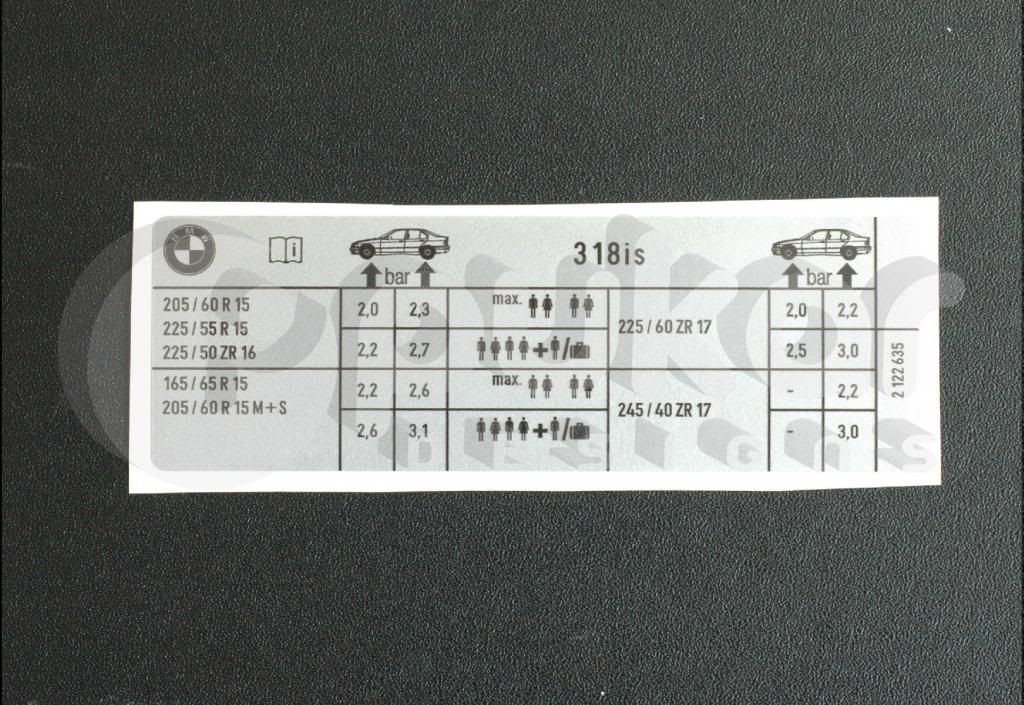 BMW
i
318is
bar
bar
205/60 R 15
225/55 R 15
225/50 ZR 16
2,0 2,3
max.
2,2 2,7
+ /
225/60 ZR 17
2,0 2,2
2,5 3,0
165/65 R 15
205/60 R 15 M+S
2,2 2,6
max.
2,6 3,1
+ /
245/40 ZR 17
- 2,2
- 3,0
2 122 635
DESIGNS